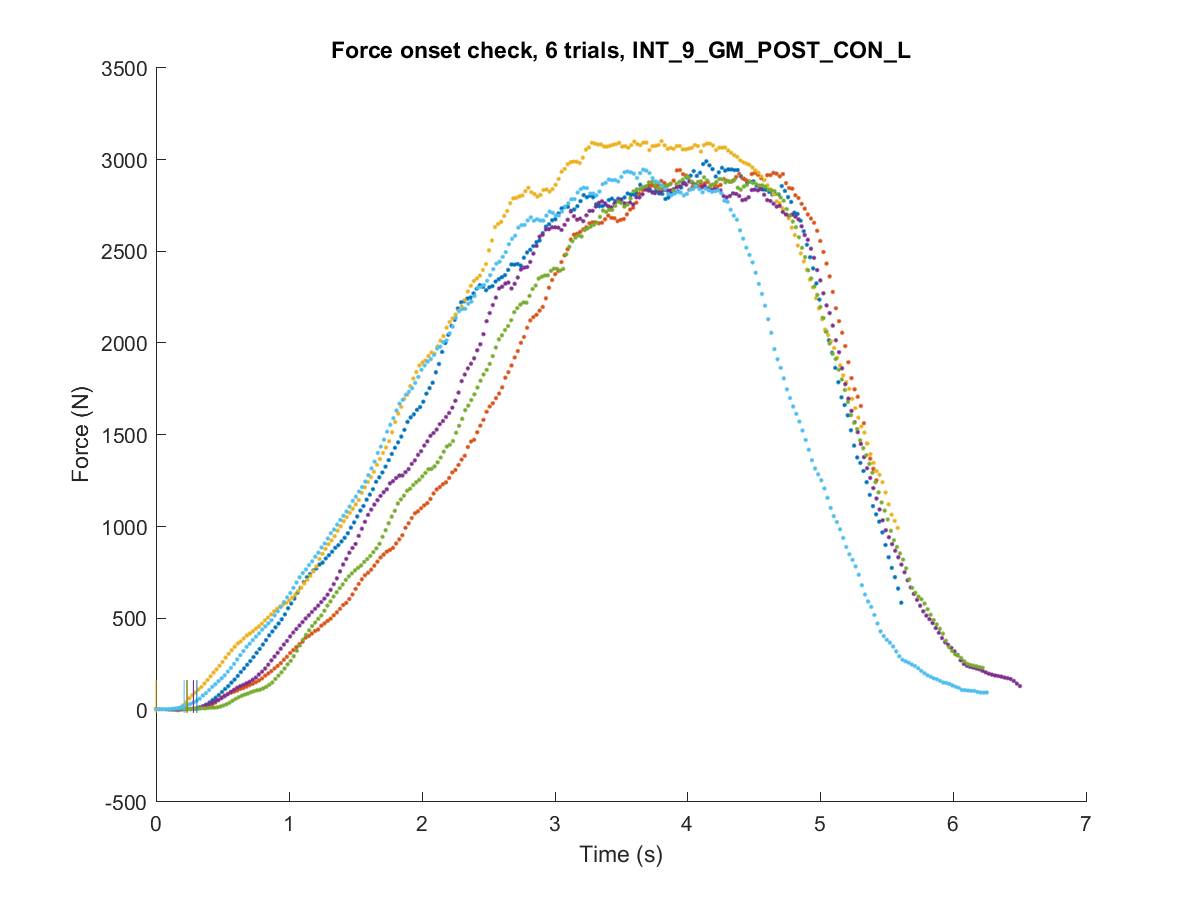 Force onset check, 6 trials, INT_9_GM_POST_CON_L
3500
3000
2500
2000
1500
1000
500
0
-500
Force (N)
0 1 2 3 4 5 6 7
Time (s)